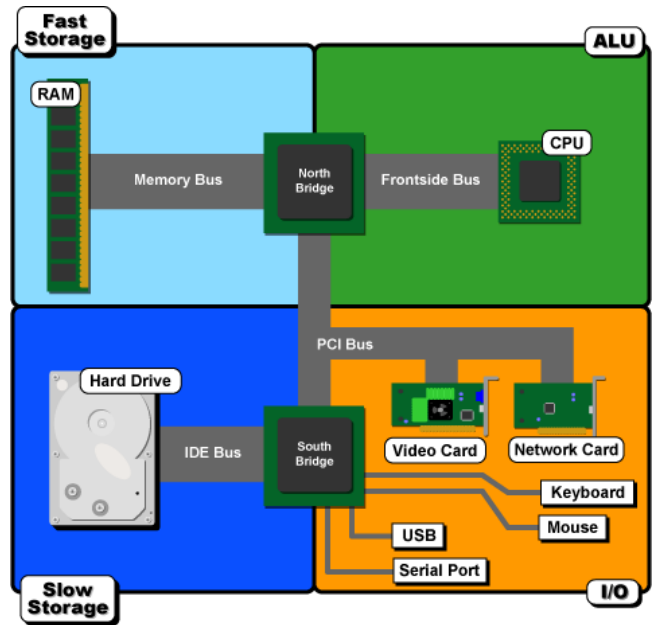 Fast
Storage
ALU
RAM
CPU
Memory Bus
North
Bridge
Frontside Bus
PCI Bus
Hard Drive
IDE Bus
South
Bridge
Video Card
Network Card
Keyboard
Mouse
USB
Serial Port
Slow
Storage
I/O